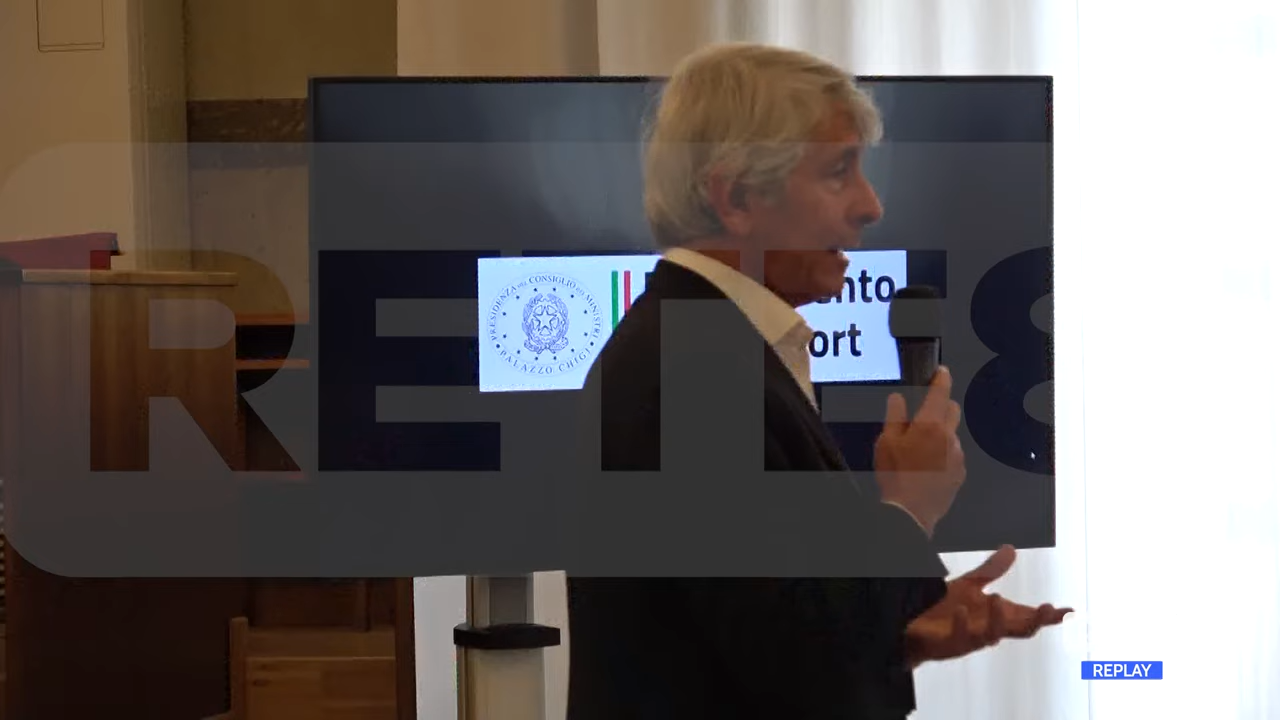 PRESIDENZA DEL CONSIGLIO DEI MINISTRI
PALAZZO CHIGI
nto
ort
RETE8
REPLAY